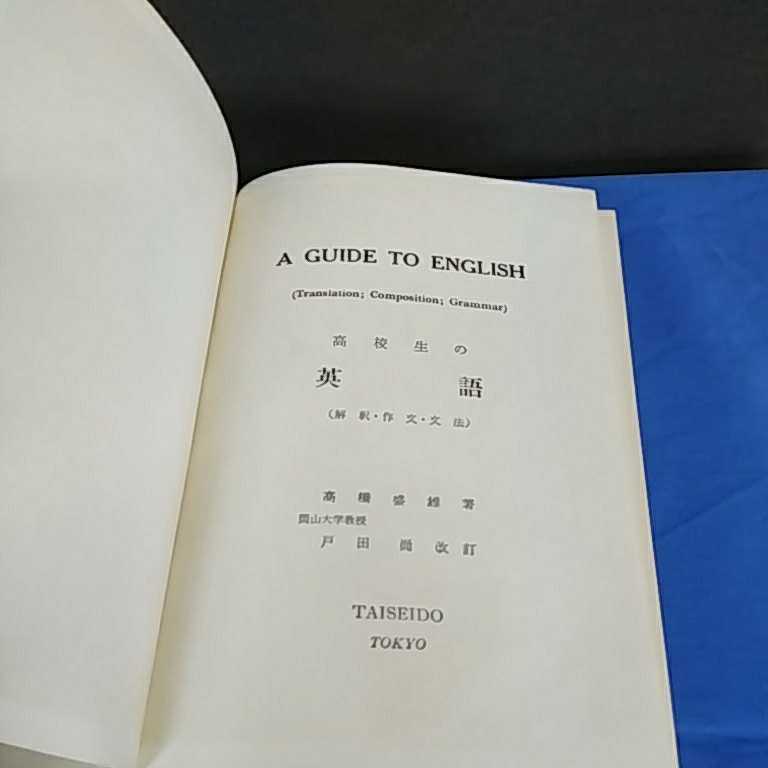 A GUIDE TO ENGLISH
(Translation; Composition; Grammar)
高校生の
英語
(解釈・作文・文法)
高橋盛雄著
岡山大学教授
戸田尚改訂
TAISEIDO
TOKYO